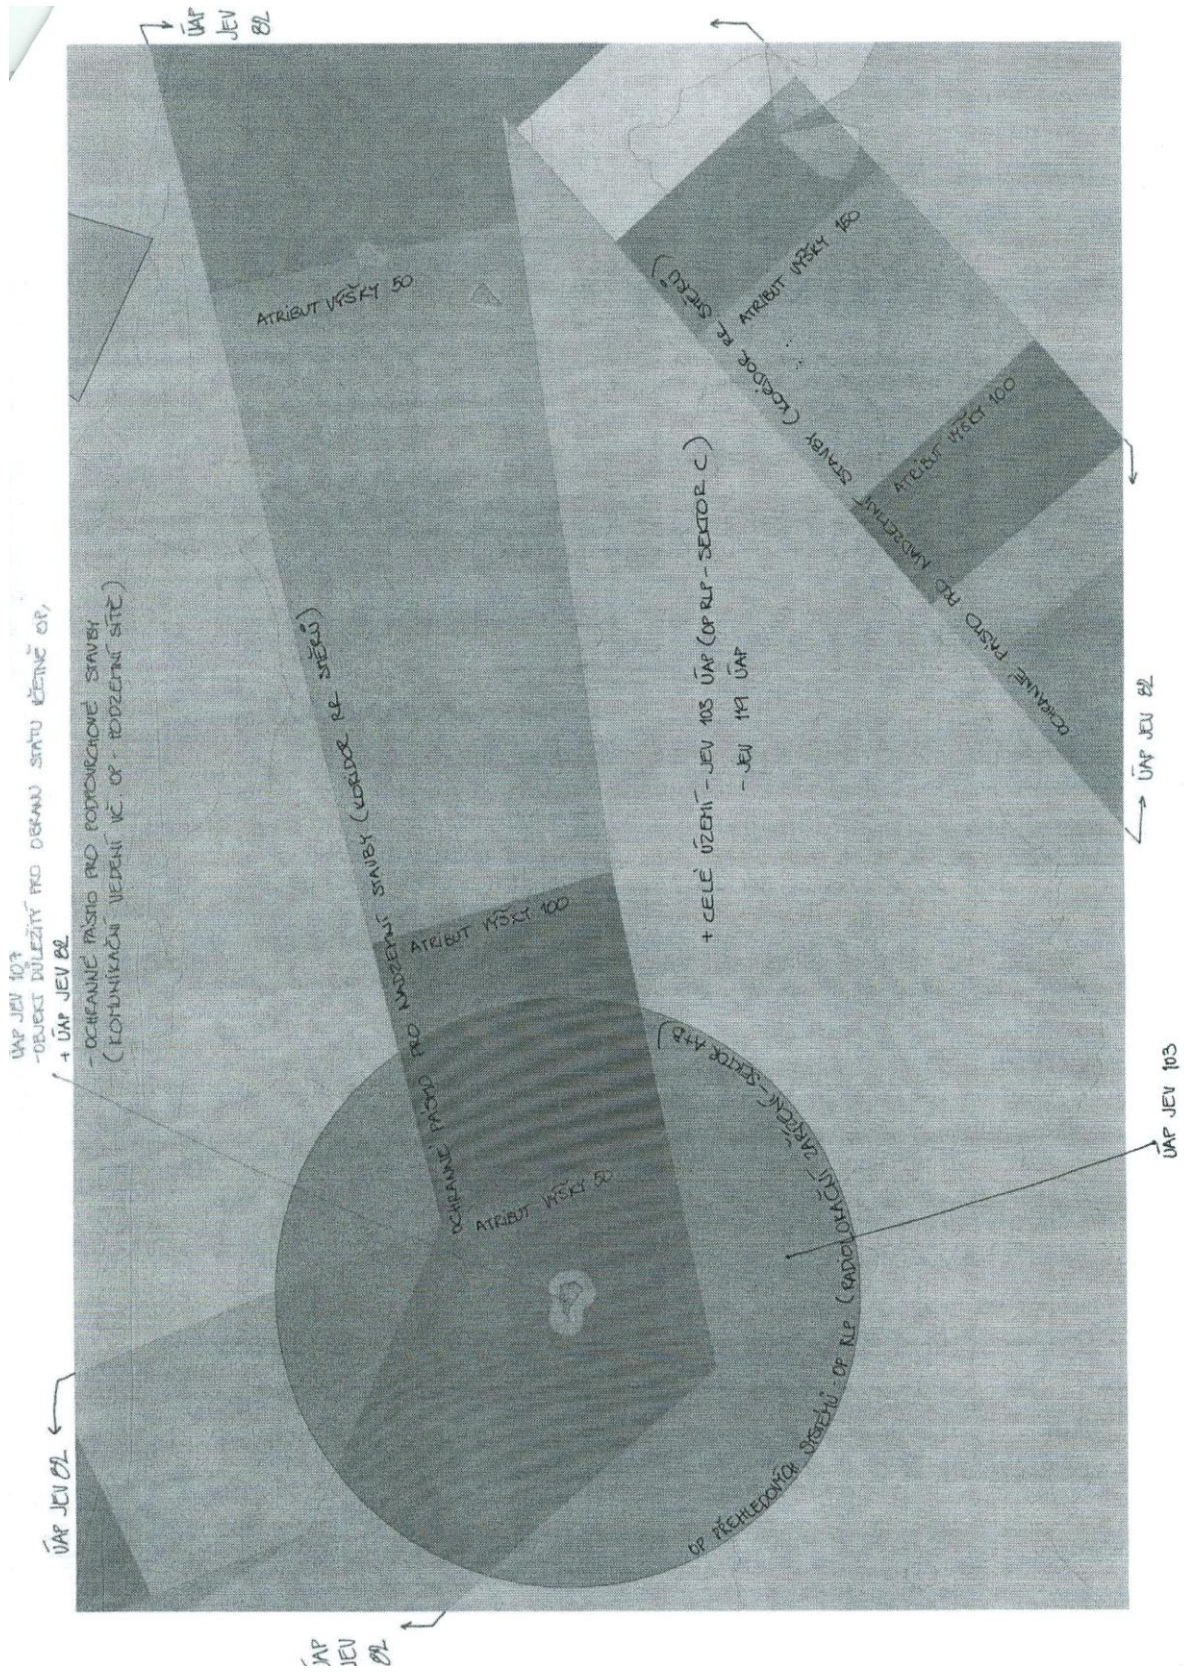 ÚAP JEV 107
-OBJEKT DŮLEŽITÝ PRO OBRANU STÁTU VČETNĚ OP,
+ ÚAP JEV 82
- OCHRANNÉ PÁSMO PRO PODPOVRCHOVÉ STAVBY
(KOMUNIKAČNÍ VEDENÍ VČ. OP - PODZEMNÍ SÍTĚ)
ÚAP JEV 82
ÚAP
JEV
82
ÚAP
JEV
82
OCHRANNÉ PÁSMO PRO NADZEMNÍ STAVBY (KORIDOR RR SMĚRŮ)
ATRIBUT VÝŠKY 50
ATRIBUT VÝŠKY 100
ATRIBUT VÝŠKY 50
OP PŘEHLEDOVÝCH SYSTÉMŮ - OP RLP (RADIOLOKAČNÍ ZAŘÍZENÍ - SEKTOR A+B)
+ CELÉ ÚZEMÍ - JEV 103 ÚAP (OP RLP - SEKTOR C)
- JEV 119 ÚAP
OCHRANNÉ PÁSMO PRO NADZEMNÍ STAVBY (KORIDOR RR SMĚRŮ)
ATRIBUT VÝŠKY 100
ATRIBUT VÝŠKY 150
ÚAP JEV 103
ÚAP JEV 82